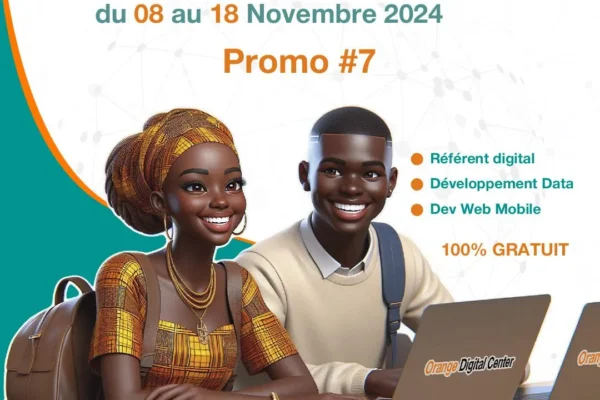 du 08 au 18 Novembre 2024
Promo #7
Référent digital
Développement Data
Dev Web Mobile
100% GRATUIT
Orange Digital Center
Orange